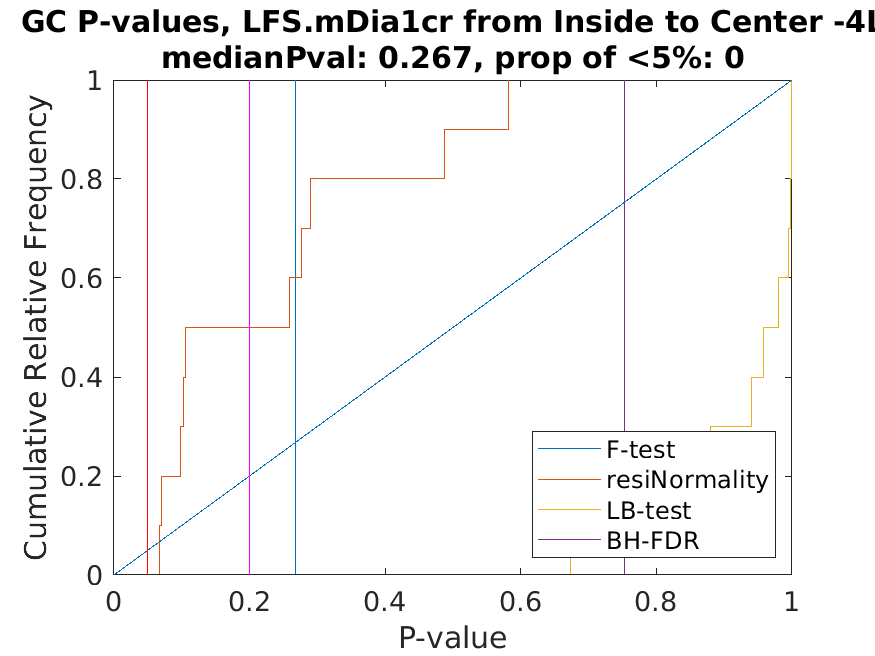 GC P-values, LFS.mDia1cr from Inside to Center -4L
medianPval: 0.267, prop of <5%: 0
1
0.8
0.6
0.4
0.2
0
Cumulative Relative Frequency
F-test
resiNormality
LB-test
BH-FDR
0 0.2 0.4 0.6 0.8 1
P-value